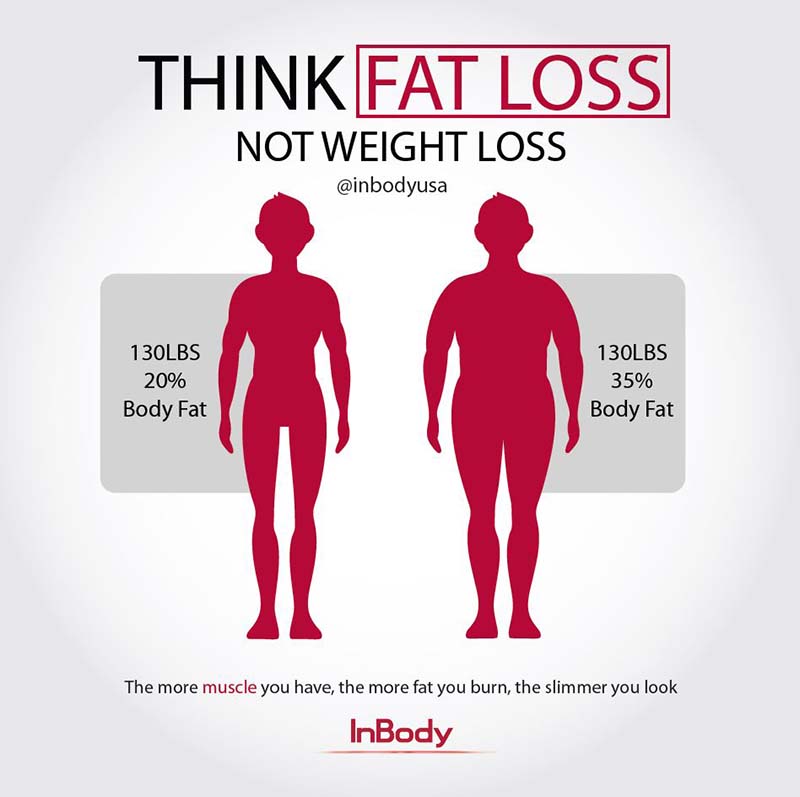 THINK FAT LOSS
NOT WEIGHT LOSS
@inbodyusa
130LBS
20%
Body Fat
130LBS
35%
Body Fat
The more muscle you have, the more fat you burn, the slimmer you look
InBody